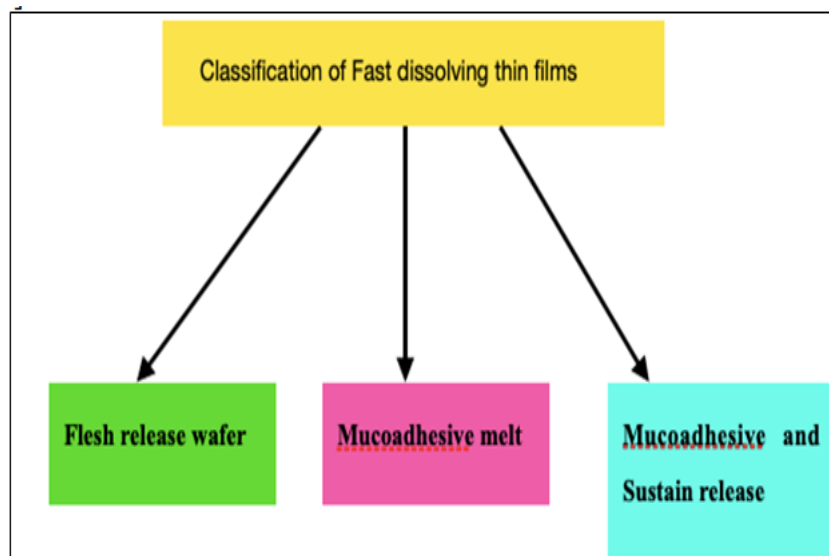 Classification of Fast dissolving thin films
Flesh release wafer
Mucoadhesive melt
Mucoadhesive and
Sustain release